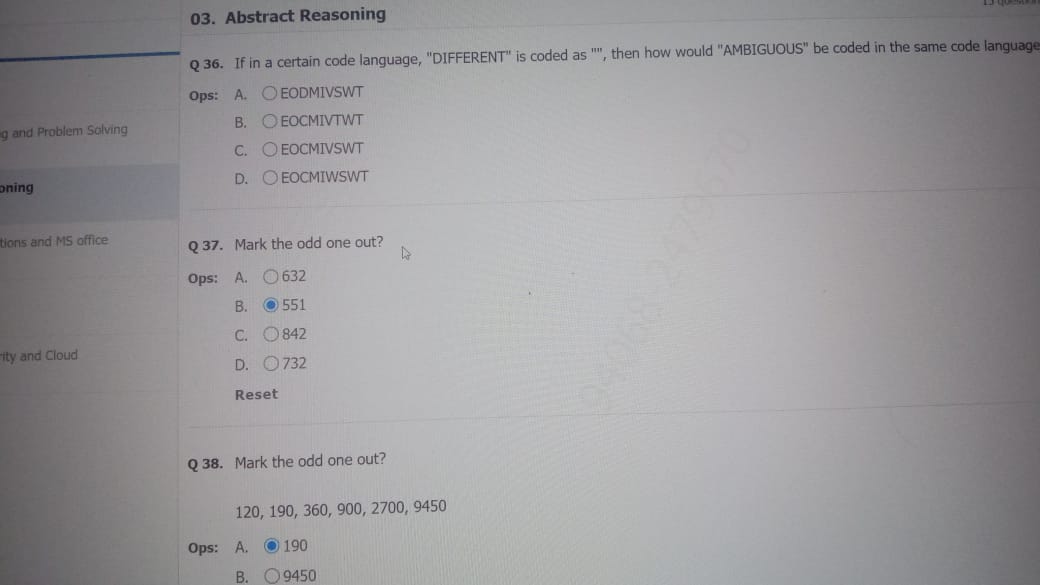 03. Abstract Reasoning
Q 36. If in a certain code language, "DIFFERENT" is coded as "", then how would "AMBIGUOUS" be coded in the same code language
Ops: A. EODMIVSWT
B. EOCMIVTWT
g and Problem Solving
C. EOCMIVSWT
D. EOCMIWSWT
oning
tions and MS office
Q 37. Mark the odd one out?
Ops: A. 632
B. 551
C. 842
rity and Cloud
D. 732
Reset
Q 38. Mark the odd one out?
120, 190, 360, 900, 2700, 9450
Ops: A. 190
B. 9450